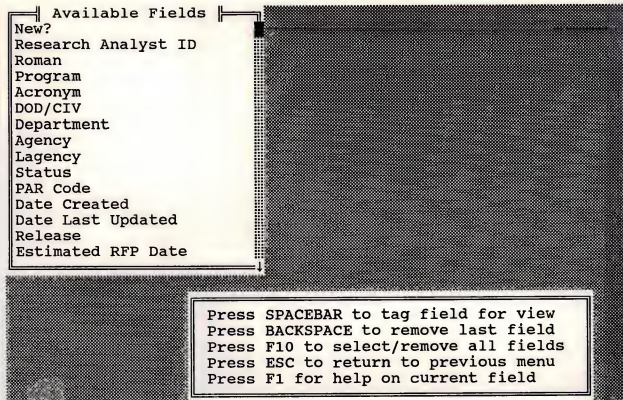 Available Fields
New?
Research Analyst ID
Roman
Program
Acronym
DOD/CIV
Department
Agency
Lagency
Status
PAR Code
Date Created
Date Last Updated
Release
Estimated RFP Date
Press SPACEBAR to tag field for view
Press BACKSPACE to remove last field
Press F10 to select/remove all fields
Press ESC to return to previous menu
Press F1 for help on current field